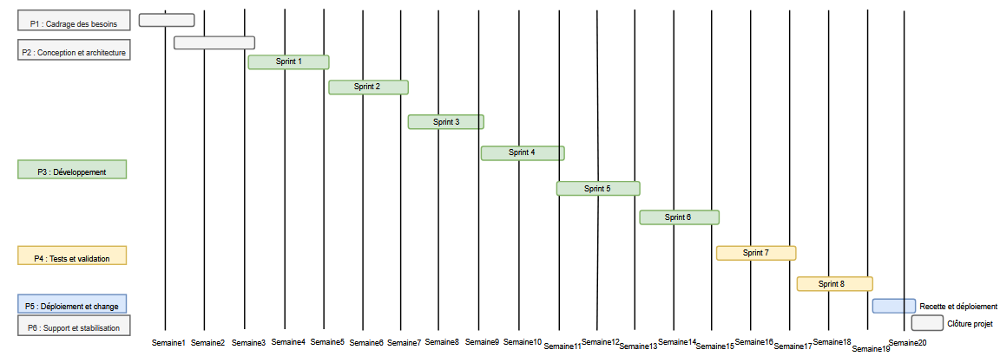 P1 : Cadrage des besoins
P2 : Conception et architecture
Sprint 1
Sprint 2
Sprint 3
Sprint 4
P3 : Développement
Sprint 5
Sprint 6
Sprint 7
P4 : Tests et validation
Sprint 8
P5 : Déploiement et change
Recette et déploiement
P6 : Support et stabilisation
Clôture projet
Semaine1 Semaine2 Semaine3 Semaine4 Semaine5 Semaine6 Semaine7 Semaine8 Semaine9 Semaine10 Semaine11 Semaine12 Semaine13 Semaine14 Semaine15 Semaine16 Semaine17 Semaine18 Semaine19 Semaine20